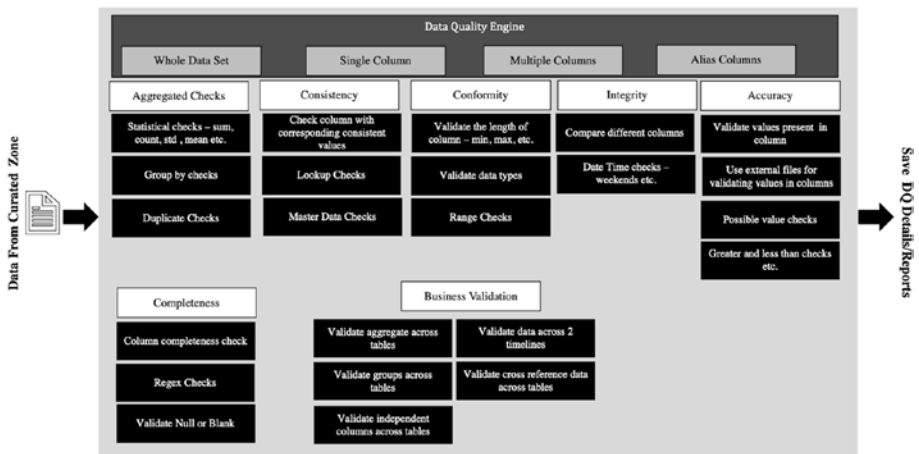 Data Quality Engine
Whole Data Set
Single Column
Multiple Columns
Alias Columns
Aggregated Checks
Statistical checks – sum,
count, std , mean etc.
Group by checks
Duplicate Checks
Consistency
Check column with
corresponding consistent
values
Lookup Checks
Master Data Checks
Conformity
Validate the length of
column – min, max, etc.
Validate data types
Range Checks
Integrity
Compare different columns
Date Time checks –
weekends etc.
Accuracy
Validate values present in
column
Use external files for
validating values in columns
Possible value checks
Greater and less than checks
etc.
Completeness
Column completeness check
Regex Checks
Validate Null or Blank
Business Validation
Validate aggregate across
tables
Validate data across 2
timelines
Validate groups across
tables
Validate cross reference data
across tables
Validate independent
columns across tables
Data From Curated Zone
Save DQ Details/Reports